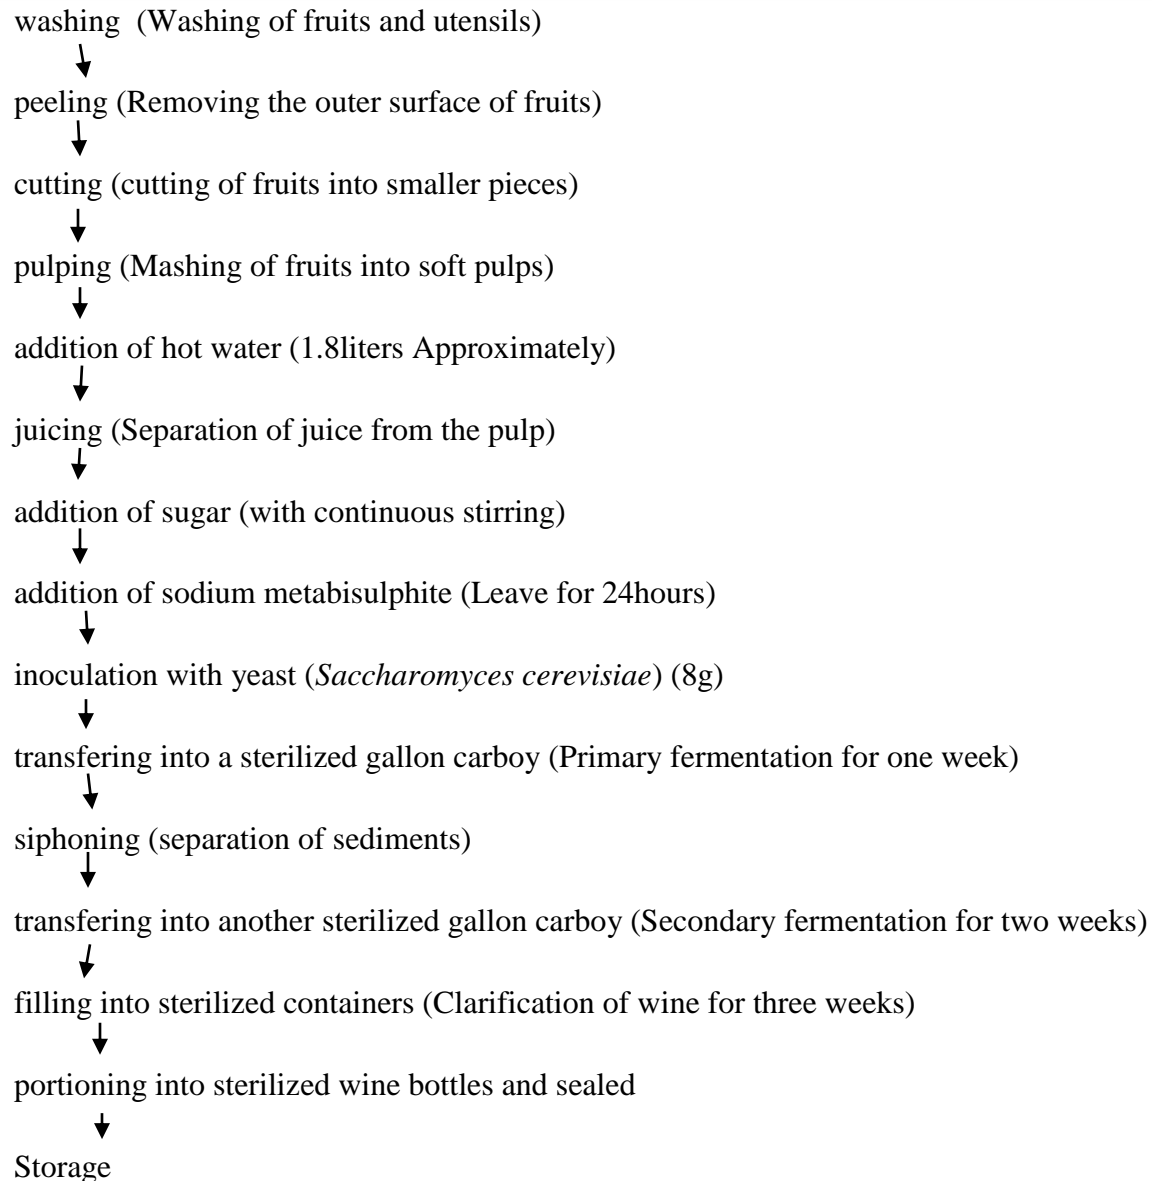 washing (Washing of fruits and utensils)
peeling (Removing the outer surface of fruits)
cutting (cutting of fruits into smaller pieces)
pulping (Mashing of fruits into soft pulps)
addition of hot water (1.8liters Approximately)
juicing (Separation of juice from the pulp)
addition of sugar (with continuous stirring)
addition of sodium metabisulphite (Leave for 24hours)
inoculation with yeast (Saccharomyces cerevisiae) (8g)
transfering into a sterilized gallon carboy (Primary fermentation for one week)
siphoning (separation of sediments)
transfering into another sterilized gallon carboy (Secondary fermentation for two weeks)
filling into sterilized containers (Clarification of wine for three weeks)
portioning into sterilized wine bottles and sealed
Storage